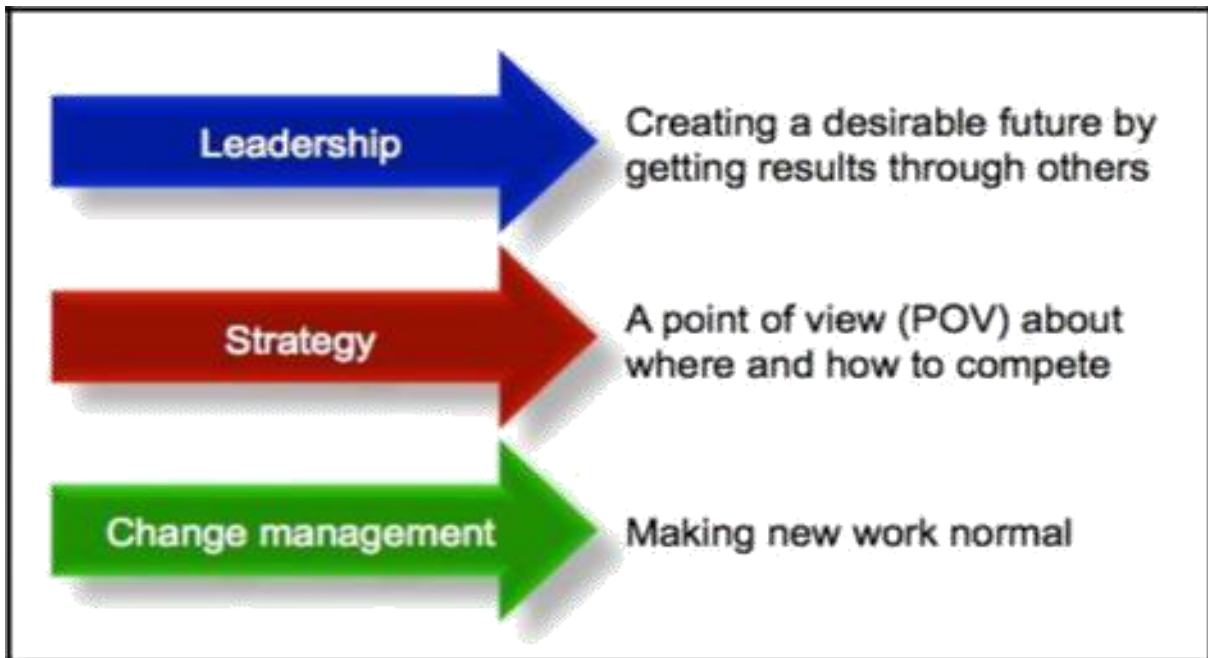 Leadership
Creating a desirable future by
getting results through others
Strategy
A point of view (POV) about
where and how to compete
Change management
Making new work normal